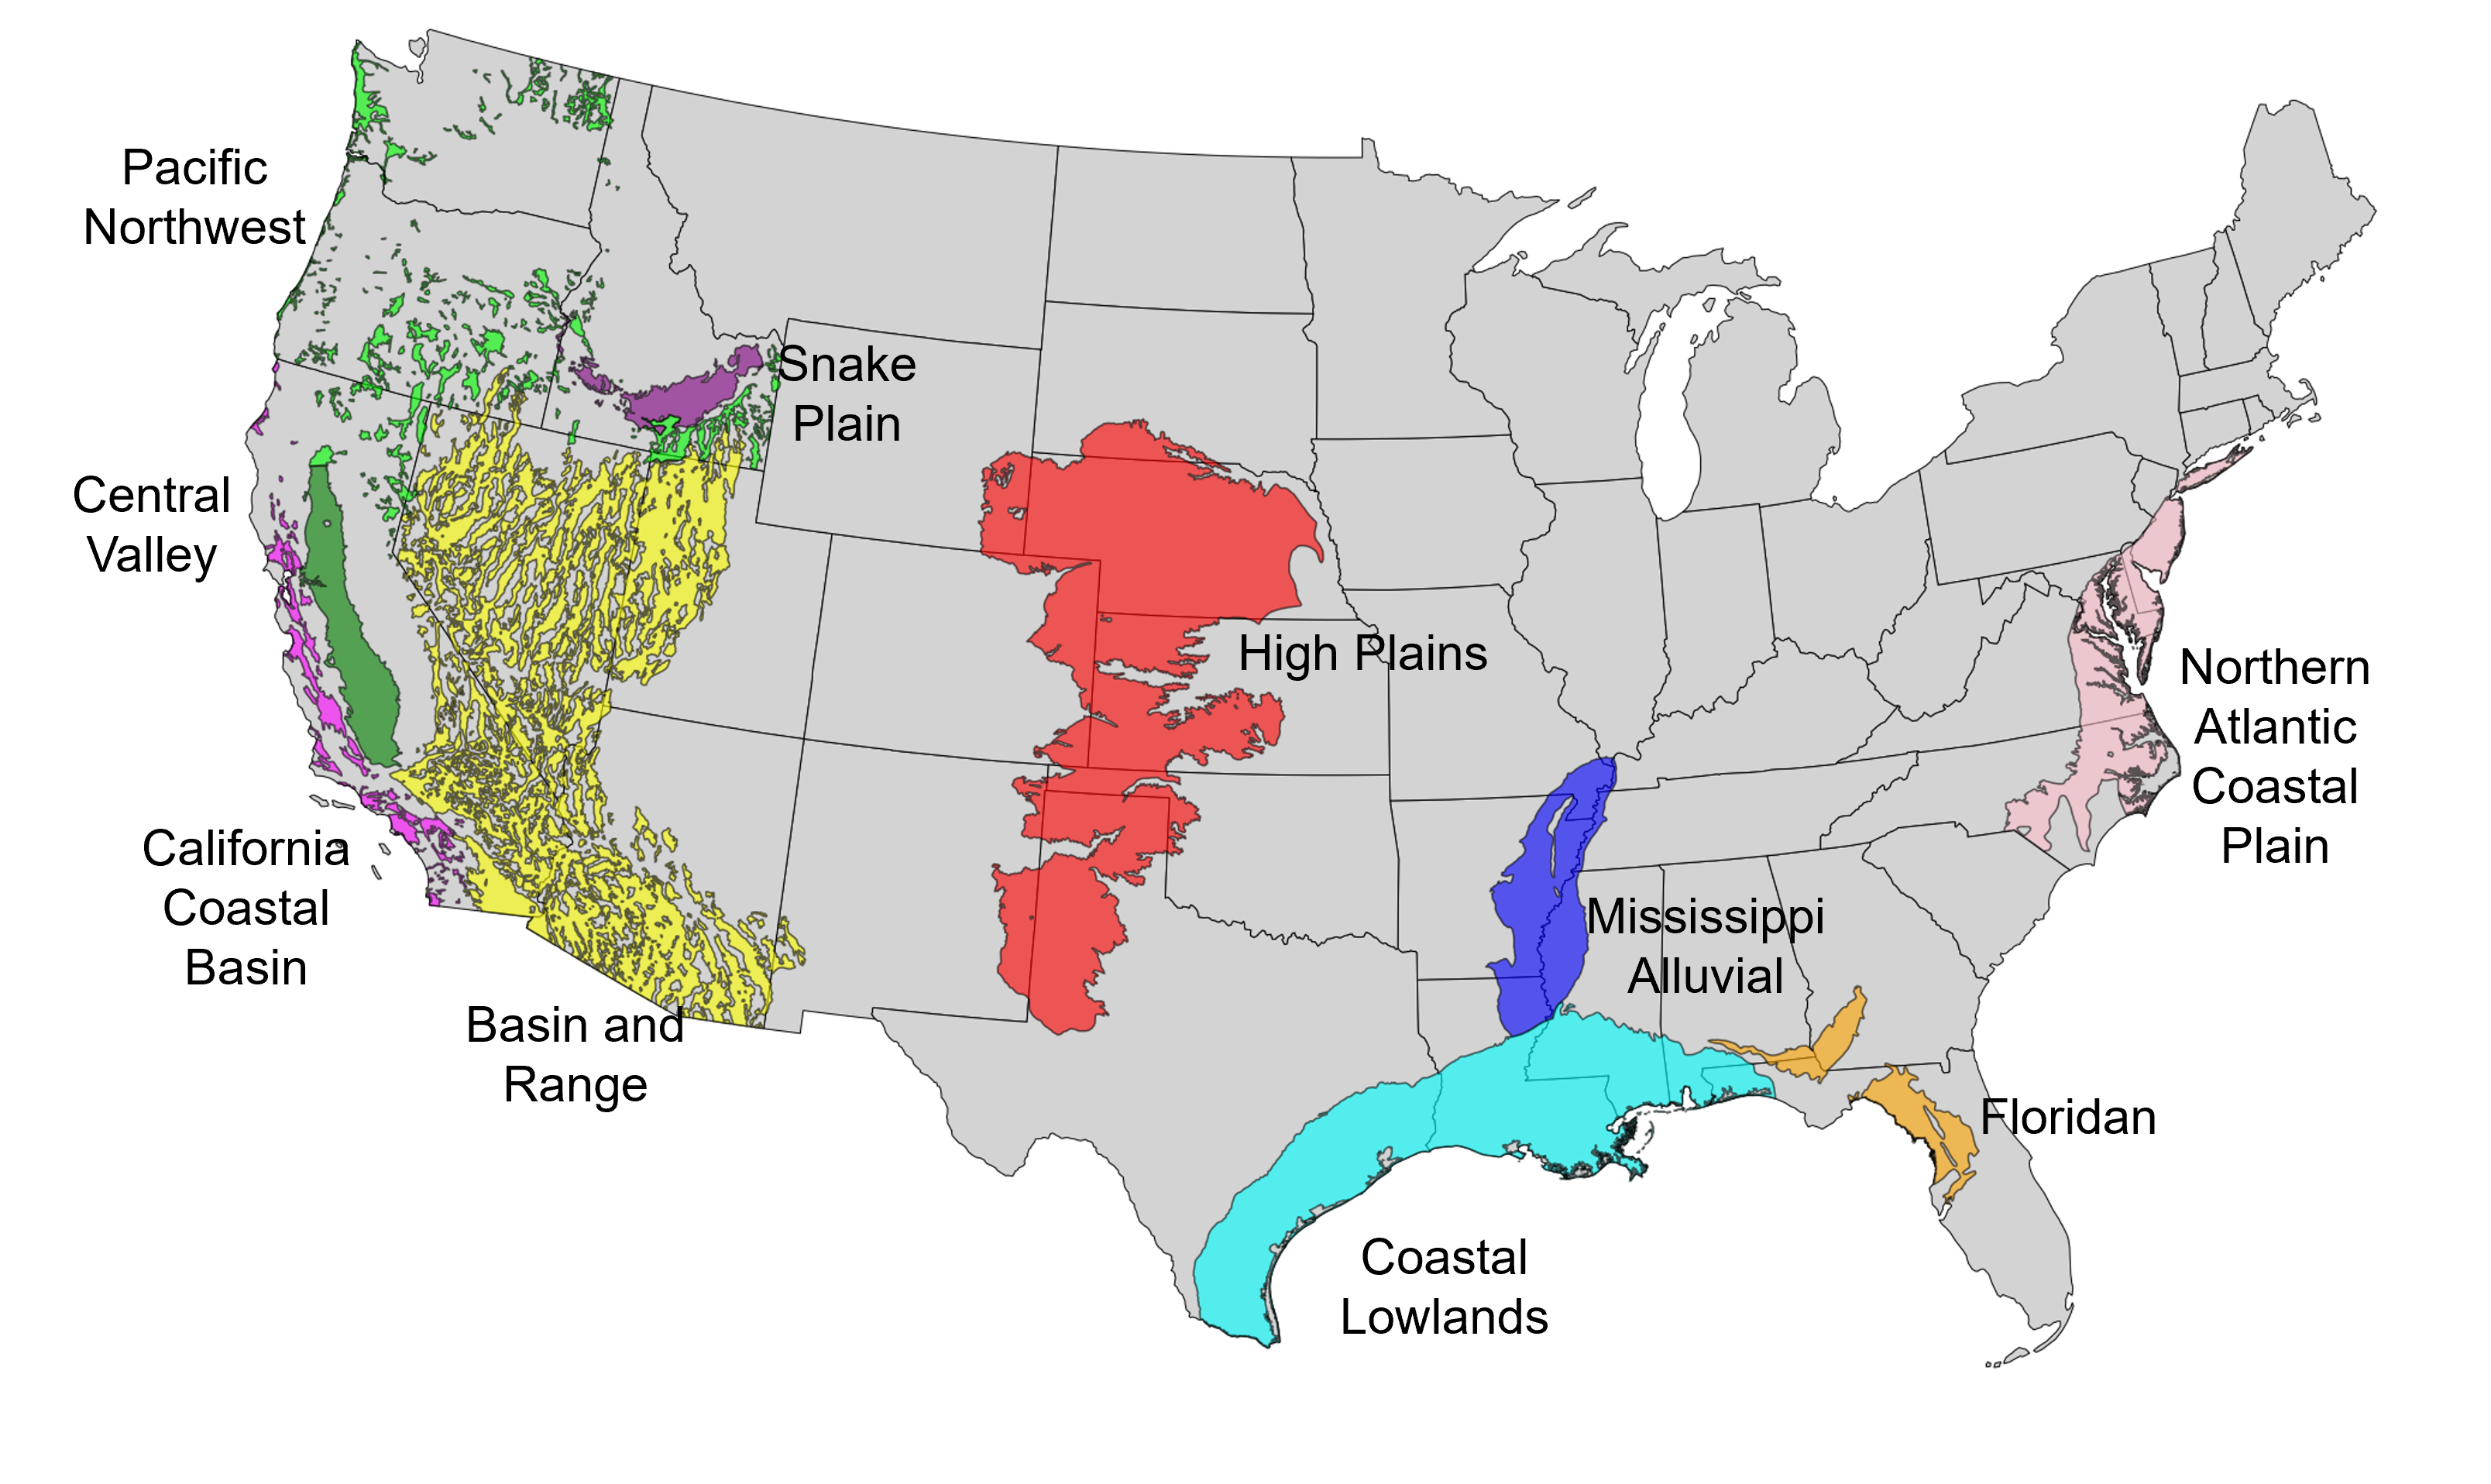 Pacific
Northwest
Snake
Plain
Central
Valley
High Plains
Northern
Atlantic
Coastal
Plain
California
Coastal
Basin
Mississippi
Alluvial
Basin and
Range
Floridan
Coastal
Lowlands